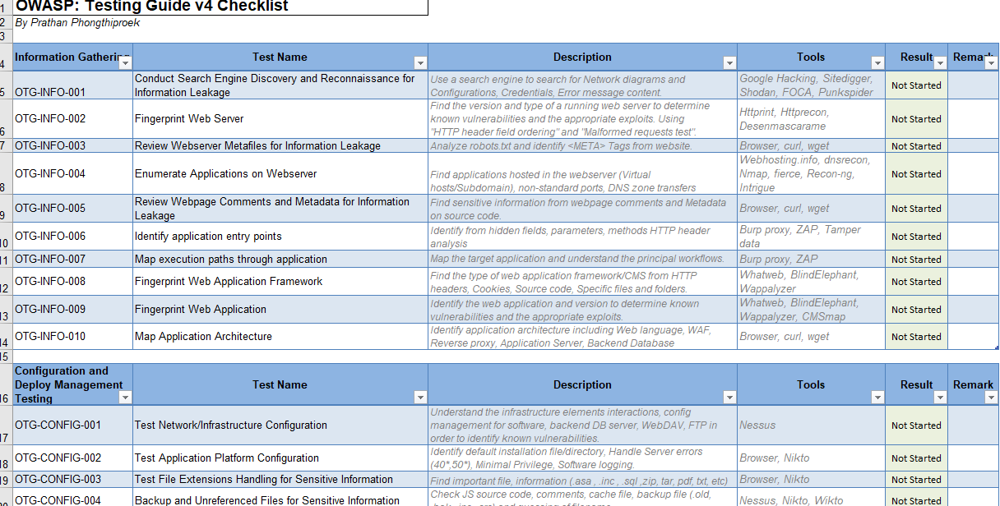 OWASP: Testing Guide v4 Checklist
By Prathan Phongthiproek
Information Gathering Test Name Description Tools Result Remark
OTG-INFO-001 Conduct Search Engine Discovery and Reconnaissance for Information Leakage Use a search engine to search for Network diagrams and Configurations, Credentials, Error message content. Google Hacking, Sitedigger, Shodan, FOCA, Punkspider Not Started
OTG-INFO-002 Fingerprint Web Server Find the version and type of a running web server to determine known vulnerabilities and the appropriate exploits. Using "HTTP header field ordering" and "Malformed requests test". Httprint, Httprecon, Desenmascarame Not Started
7 OTG-INFO-003 Review Webserver Metafiles for Information Leakage Analyze robots.txt and identify <META> Tags from website. Browser, curl, wget Not Started
8 OTG-INFO-004 Enumerate Applications on Webserver Find applications hosted in the webserver (Virtual hosts/Subdomain), non-standard ports, DNS zone transfers Webhosting.info, dnsrecon, Nmap, fierce, Recon-ng, Intrigue Not Started
9 OTG-INFO-005 Review Webpage Comments and Metadata for Information Leakage Find sensitive information from webpage comments and Metadata on source code. Browser, curl, wget Not Started
10 OTG-INFO-006 Identify application entry points Identify from hidden fields, parameters, methods HTTP header analysis Burp proxy, ZAP, Tamper data Not Started
11 OTG-INFO-007 Map execution paths through application Map the target application and understand the principal workflows. Burp proxy, ZAP Not Started
12 OTG-INFO-008 Fingerprint Web Application Framework Find the type of web application framework/CMS from HTTP headers, Cookies, Source code, Specific files and folders. Whatweb, BlindElephant, Wappalyzer Not Started
13 OTG-INFO-009 Fingerprint Web Application Identify the web application and version to determine known vulnerabilities and the appropriate exploits. Whatweb, BlindElephant, Wappalyzer, CMSmap Not Started
14 OTG-INFO-010 Map Application Architecture Identify application architecture including Web language, WAF, Reverse proxy, Application Server, Backend Database Browser, curl, wget Not Started
15
16 Configuration and Deploy Management Testing Test Name Description Tools Result Remark
17 OTG-CONFIG-001 Test Network/Infrastructure Configuration Understand the infrastructure elements interactions, config management for software, backend DB server, WebDAV, FTP in order to identify known vulnerabilities. Nessus Not Started
18 OTG-CONFIG-002 Test Application Platform Configuration Identify default installation file/directory, Handle Server errors (40*,50*), Minimal Privilege, Software logging. Browser, Nikto Not Started
19 OTG-CONFIG-003 Test File Extensions Handling for Sensitive Information Find important file, information (.asa , .inc , .sql ,zip, tar, pdf, txt, etc) Browser, Nikto Not Started
OTG-CONFIG-004 Backup and Unreferenced Files for Sensitive Information Check JS source code, comments, cache file, backup file (.old, Nessus, Nikto, Wikto Not Started